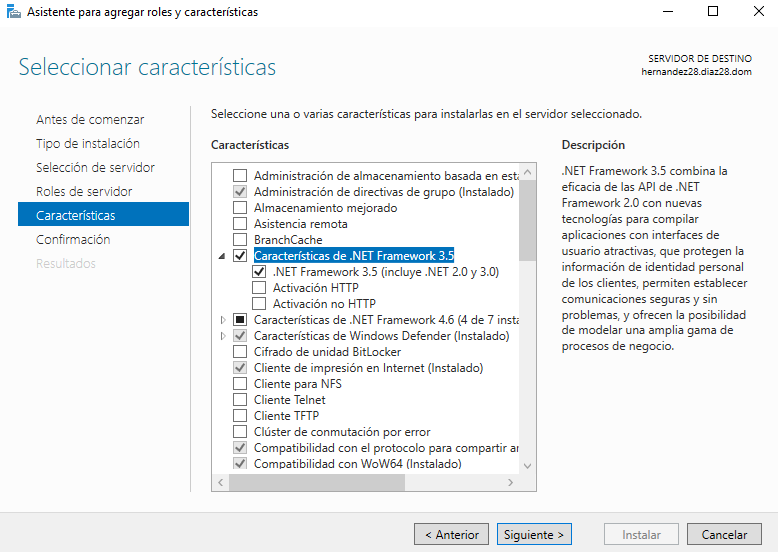 Asistente para agregar roles y características
Seleccionar características
SERVIDOR DE DESTINO
hernandez28.diaz28.dom
Antes de comenzar
Tipo de instalación
Selección de servidor
Roles de servidor
Características
Confirmación
Resultados
Seleccione una o varias características para instalarlas en el servidor seleccionado.
Características
Administración de almacenamiento basada en está
Administración de directivas de grupo (Instalado)
Almacenamiento mejorado
Asistencia remota
BranchCache
Características de .NET Framework 3.5
.NET Framework 3.5 (incluye .NET 2.0 y 3.0)
Activación HTTP
Activación no HTTP
Características de .NET Framework 4.6 (4 de 7 insta
Características de Windows Defender (Instalado)
Cifrado de unidad BitLocker
Cliente de impresión en Internet (Instalado)
Cliente para NFS
Cliente Telnet
Cliente TFTP
Clúster de conmutación por error
Compatibilidad con el protocolo para compartir ar
Compatibilidad con WoW64 (Instalado)
Descripción
.NET Framework 3.5 combina la
eficacia de las API de .NET
Framework 2.0 con nuevas
tecnologías para compilar
aplicaciones con interfaces de
usuario atractivas, que protegen la
información de identidad personal
de los clientes, permiten establecer
comunicaciones seguras y sin
problemas, y ofrecen la posibilidad
de modelar una amplia gama de
procesos de negocio.
< Anterior
Siguiente >
Instalar
Cancelar